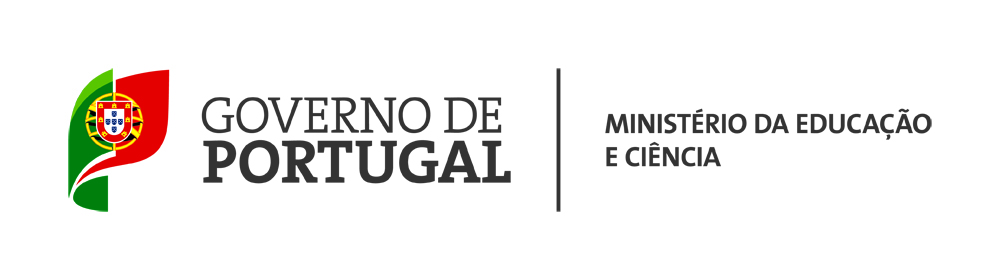 GOVERNO DE
PORTUGAL
MINISTÉRIO DA EDUCAÇÃO
E CIÊNCIA